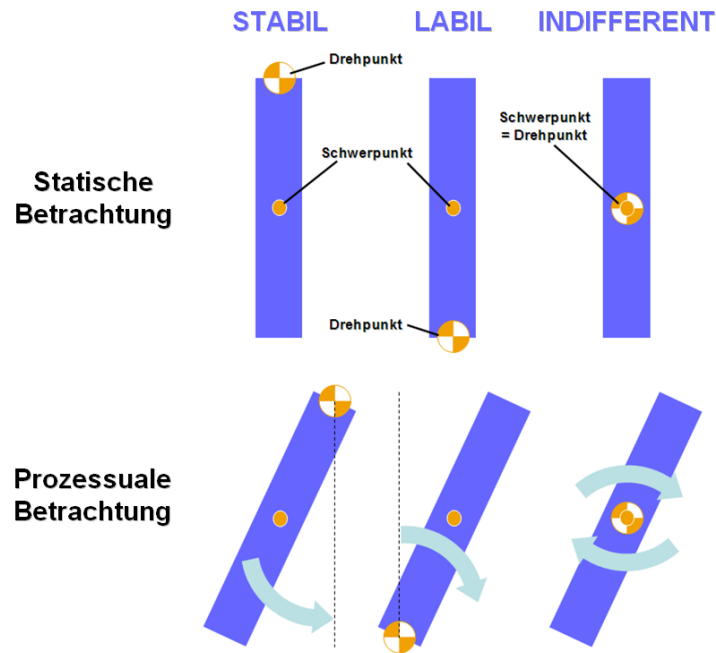 STABIL LABIL INDIFFERENT
Drehpunkt
Schwerpunkt
= Drehpunkt
Schwerpunkt
Statische
Betrachtung
Drehpunkt
Prozessuale
Betrachtung